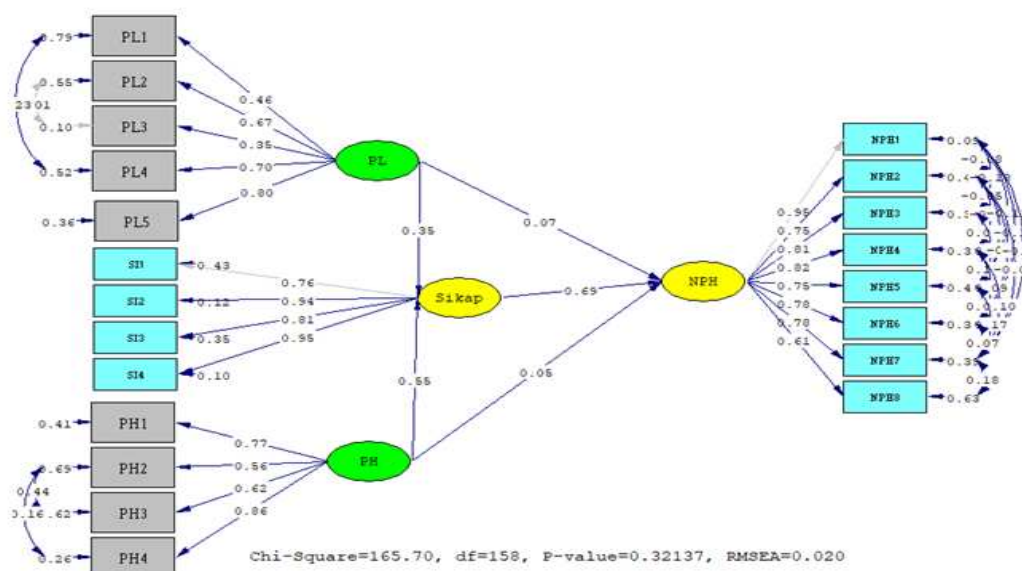 0.79
PL1
0.55
PL2
0.10
PL3
0.52
PL4
0.36
PL5
SI1
0.43
SI2
0.12
SI3
0.35
SI4
0.10
0.41
PH1
0.69
PH2
0.62
PH3
0.26
PH4
0.44
0.16
0.46
0.67
0.35
0.70
0.80
PL
0.35
0.07
0.76
0.94
0.81
0.95
Sikap
0.69
0.55
0.05
0.77
0.56
0.62
0.86
PH
NPH
0.95
0.75
0.81
0.82
0.75
0.78
0.78
0.61
NPH1
NPH2
NPH3
NPH4
NPH5
NPH6
NPH7
NPH8
0.63
0.07
0.18
Chi-Square=165.70, df=158, P-value=0.32137, RMSEA=0.020